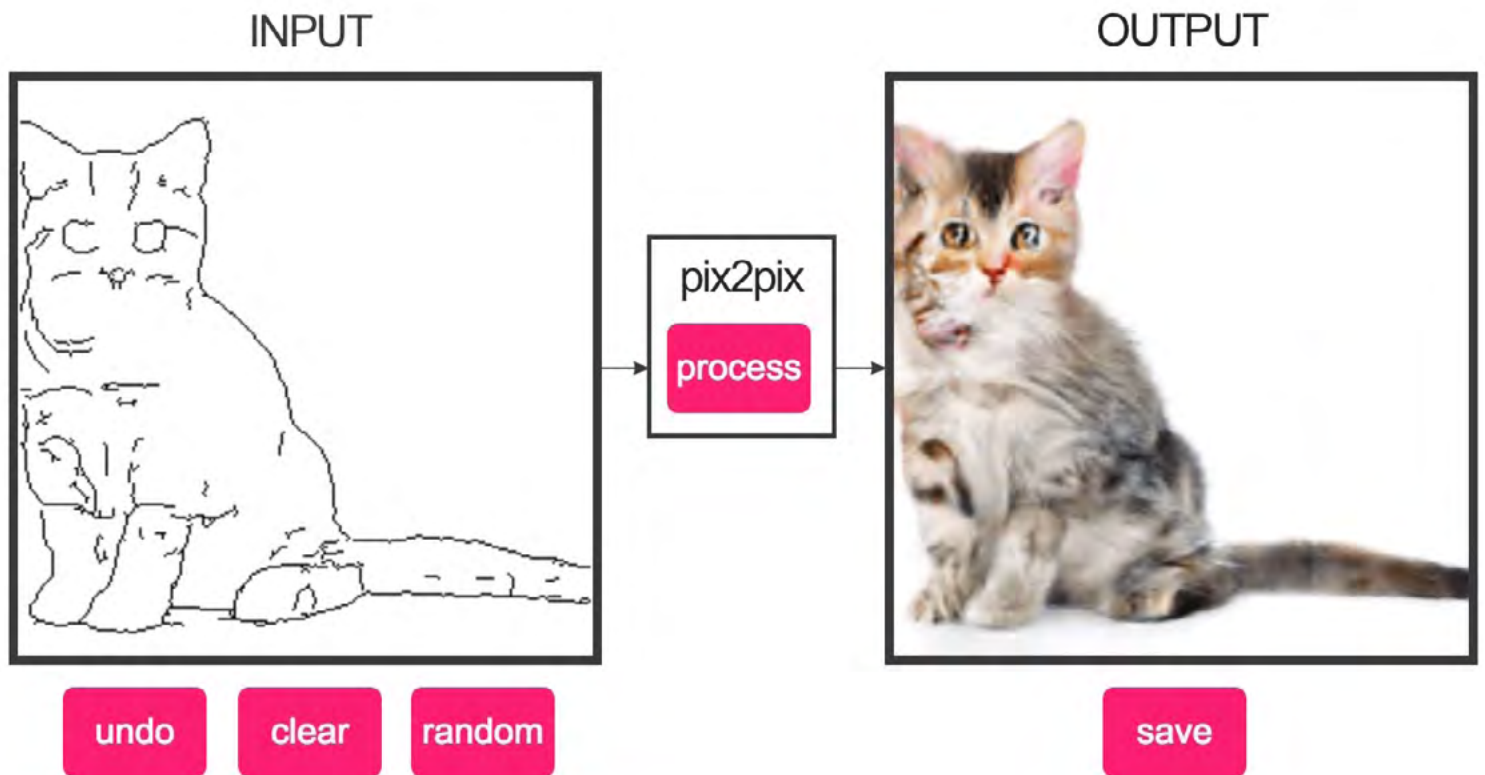 INPUT
OUTPUT
pix2pix
process
undo
clear
random
save